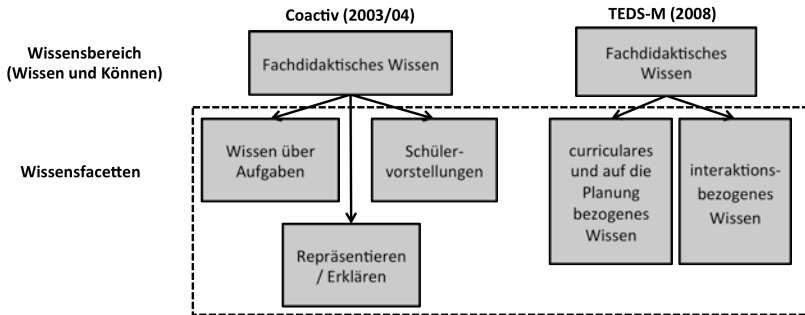 Coactiv (2003/04)
TEDS-M (2008)
Wissensbereich
(Wissen und Können)
Fachdidaktisches Wissen
Fachdidaktisches
Wissen
Wissensfacetten
Wissen über
Aufgaben
Schüler-
vorstellungen
Repräsentieren
/ Erklären
curriculares
und auf die
Planung
bezogenes
Wissen
interaktions-
bezogenes
Wissen